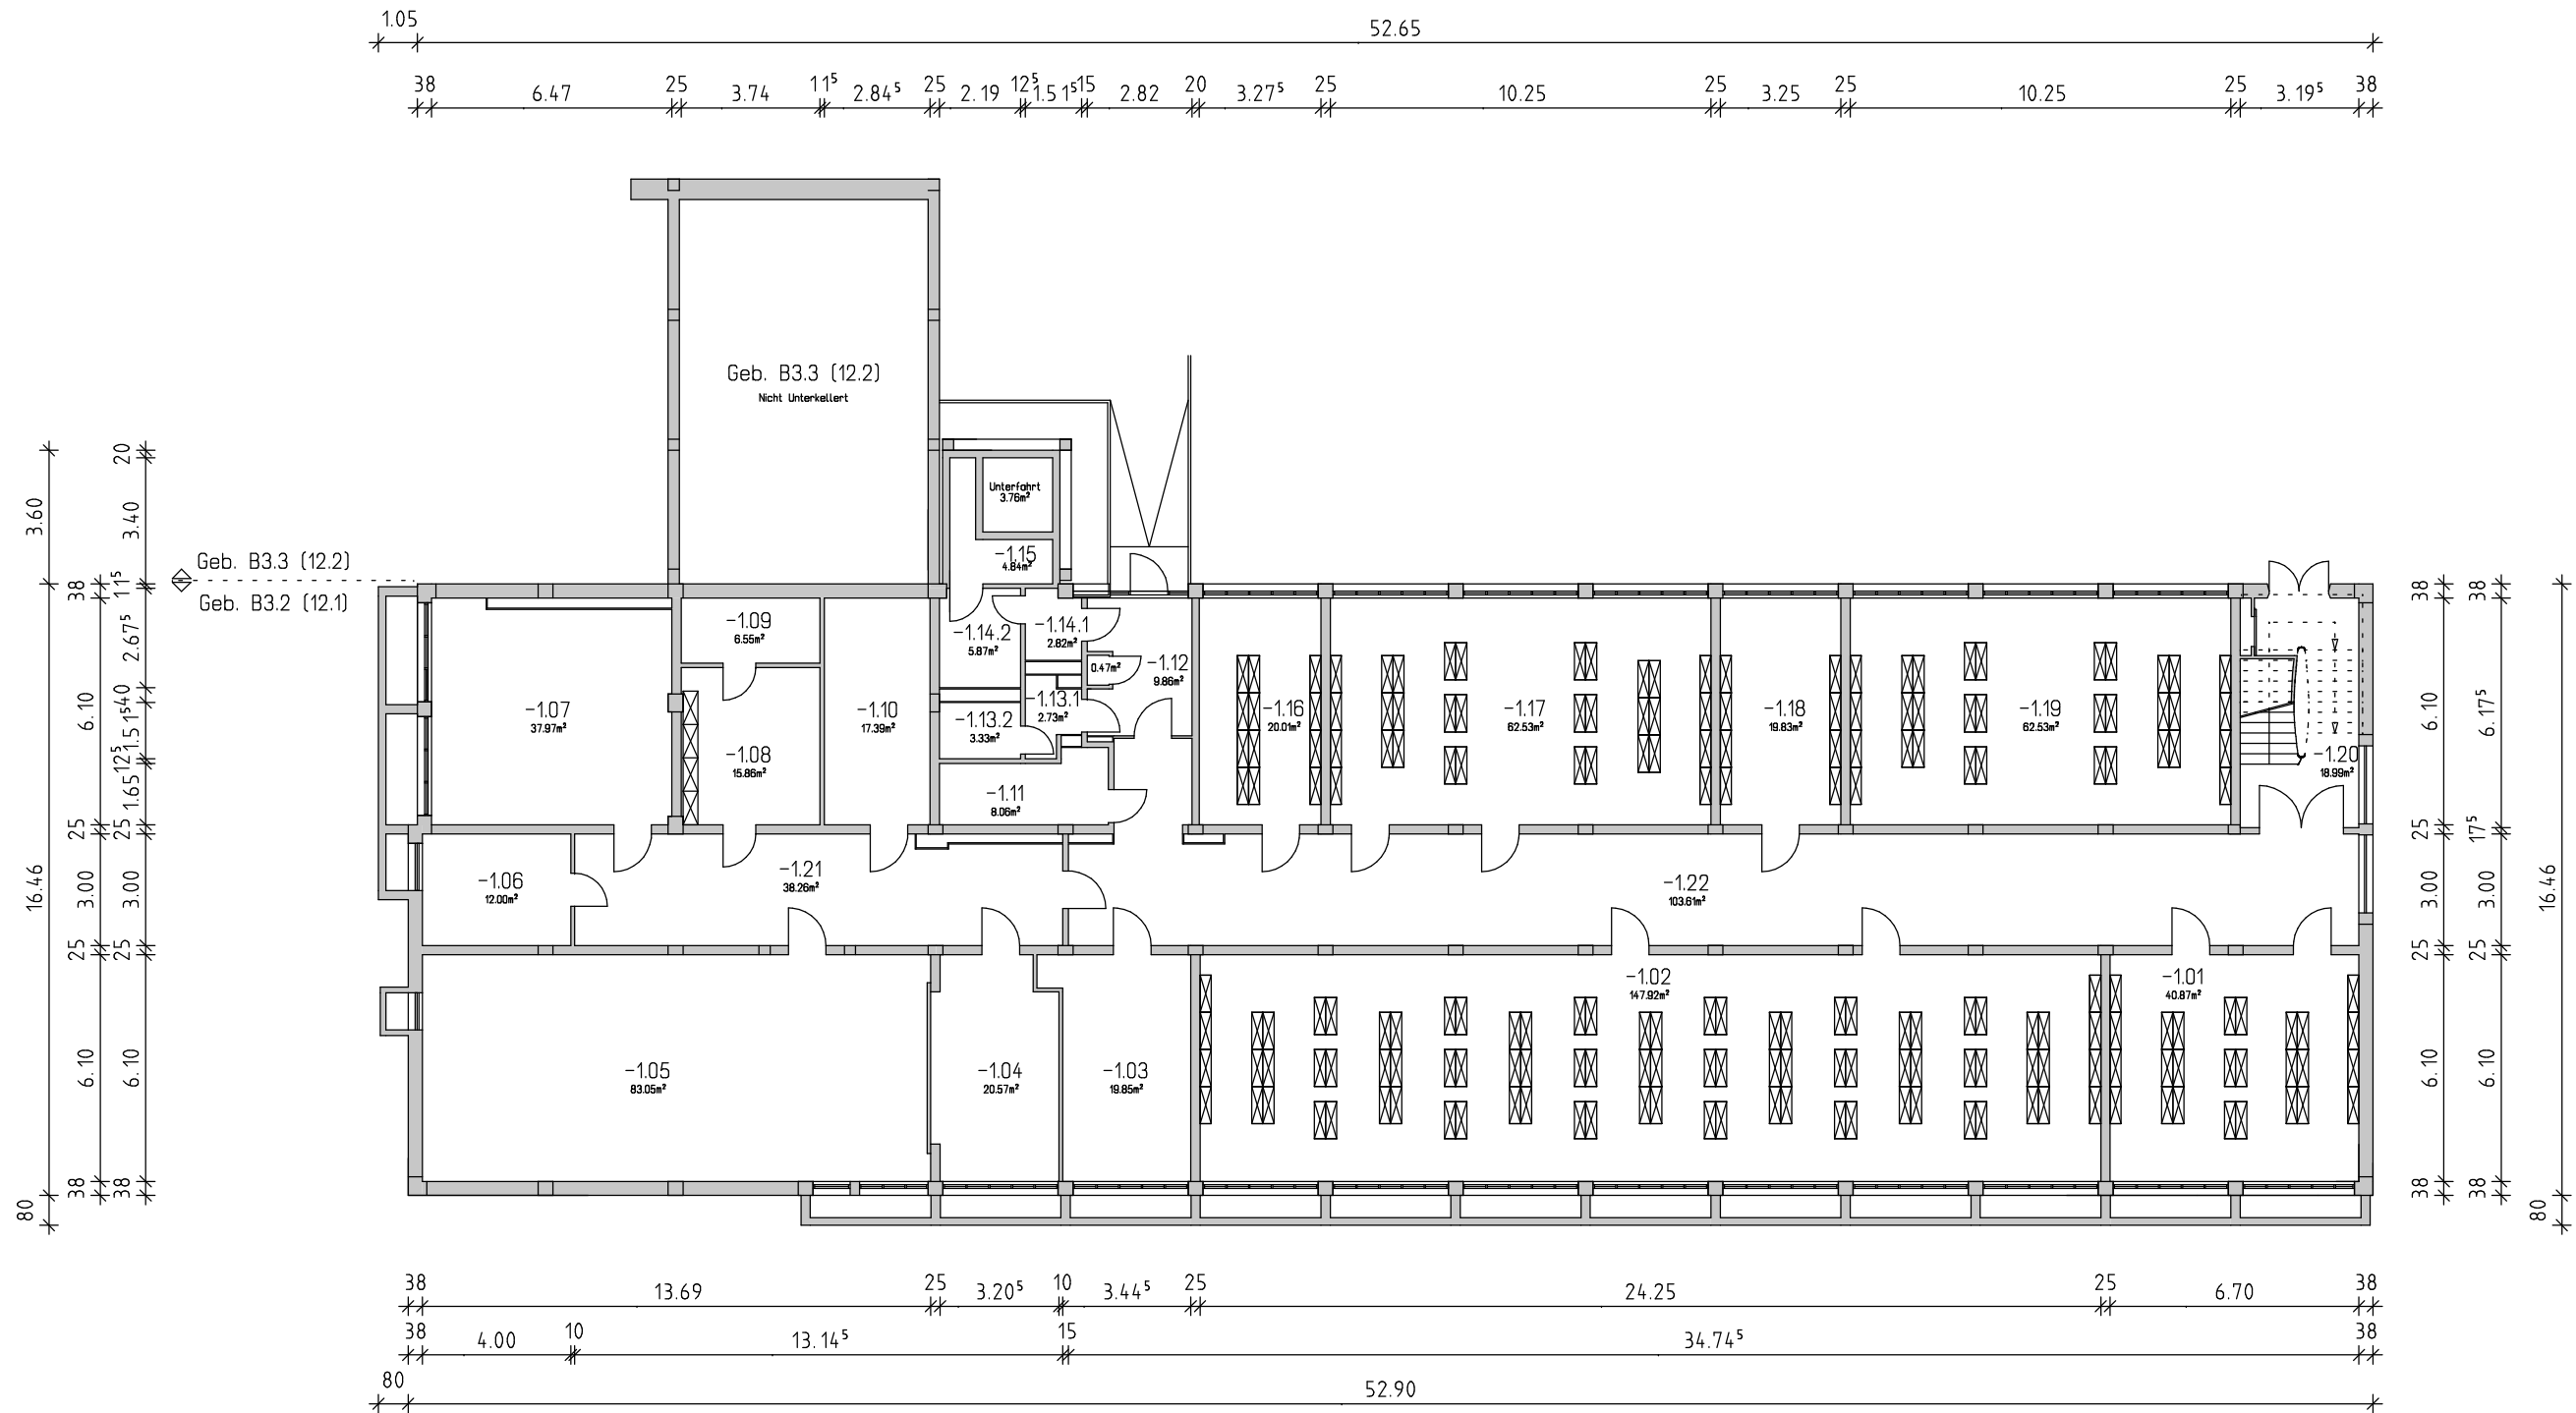 1.05
52.65
38 6.47 25 3.74 11⁵ 2.84⁵ 25 2.19 12⁵ 1.51⁵ 15 2.82 20 3.27⁵ 25 10.25 25 3.25 25 10.25 25 3.19⁵ 38
Geb. B3.3 (12.2)
Nicht Unterkellert
Unterfahrt
3.76m²
-1.15
4.84m²
Geb. B3.3 (12.2)
Geb. B3.2 (12.1)
-1.09
6.55m²
-1.14.2
5.87m²
-1.14.1
2.82m²
0.47m²
-1.12
9.86m²
-1.07
37.97m²
-1.08
15.86m²
-1.10
17.39m²
-1.13.2
3.33m²
-1.13.1
2.73m²
-1.11
8.06m²
-1.16
20.01m²
-1.17
62.53m²
-1.18
19.83m²
-1.19
62.53m²
-1.20
18.99m²
-1.06
12.00m²
-1.21
38.26m²
-1.22
103.61m²
-1.05
83.05m²
-1.04
20.57m²
-1.03
19.85m²
-1.02
147.92m²
-1.01
40.87m²
3.60
16.46
80
38
6.10
25
3.00
25
6.10
38
20
3.40
11⁵
2.67⁵
40
1.51⁵
12⁵
1.65
25
3.00
25
6.10
38
38
6.10
25
3.00
25
6.10
38
38
6.17⁵
17⁵
3.00
25
6.10
38
16.46
80
38 13.69 25 3.20⁵ 10 3.44⁵ 25 24.25 25 6.70 38
38 4.00 10 13.14⁵ 15 34.74⁵ 38
80 52.90